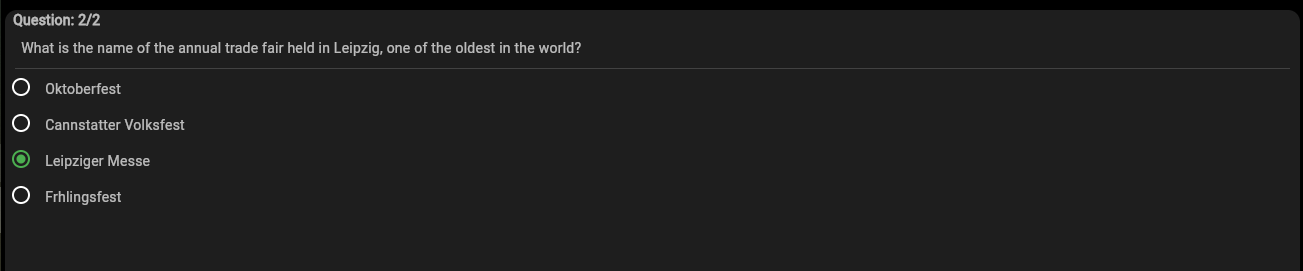 Question: 2/2
What is the name of the annual trade fair held in Leipzig, one of the oldest in the world?
Oktoberfest
Cannstatter Volksfest
Leipziger Messe
Frhlingsfest